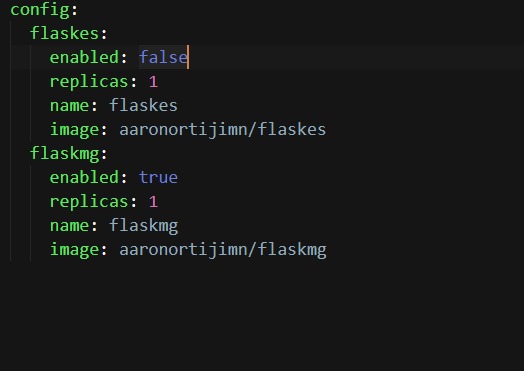 config:
  flaskes:
    enabled: false
    replicas: 1
    name: flaskes
    image: aaronortijimn/flaskes
  flaskmg:
    enabled: true
    replicas: 1
    name: flaskmg
    image: aaronortijimn/flaskmg